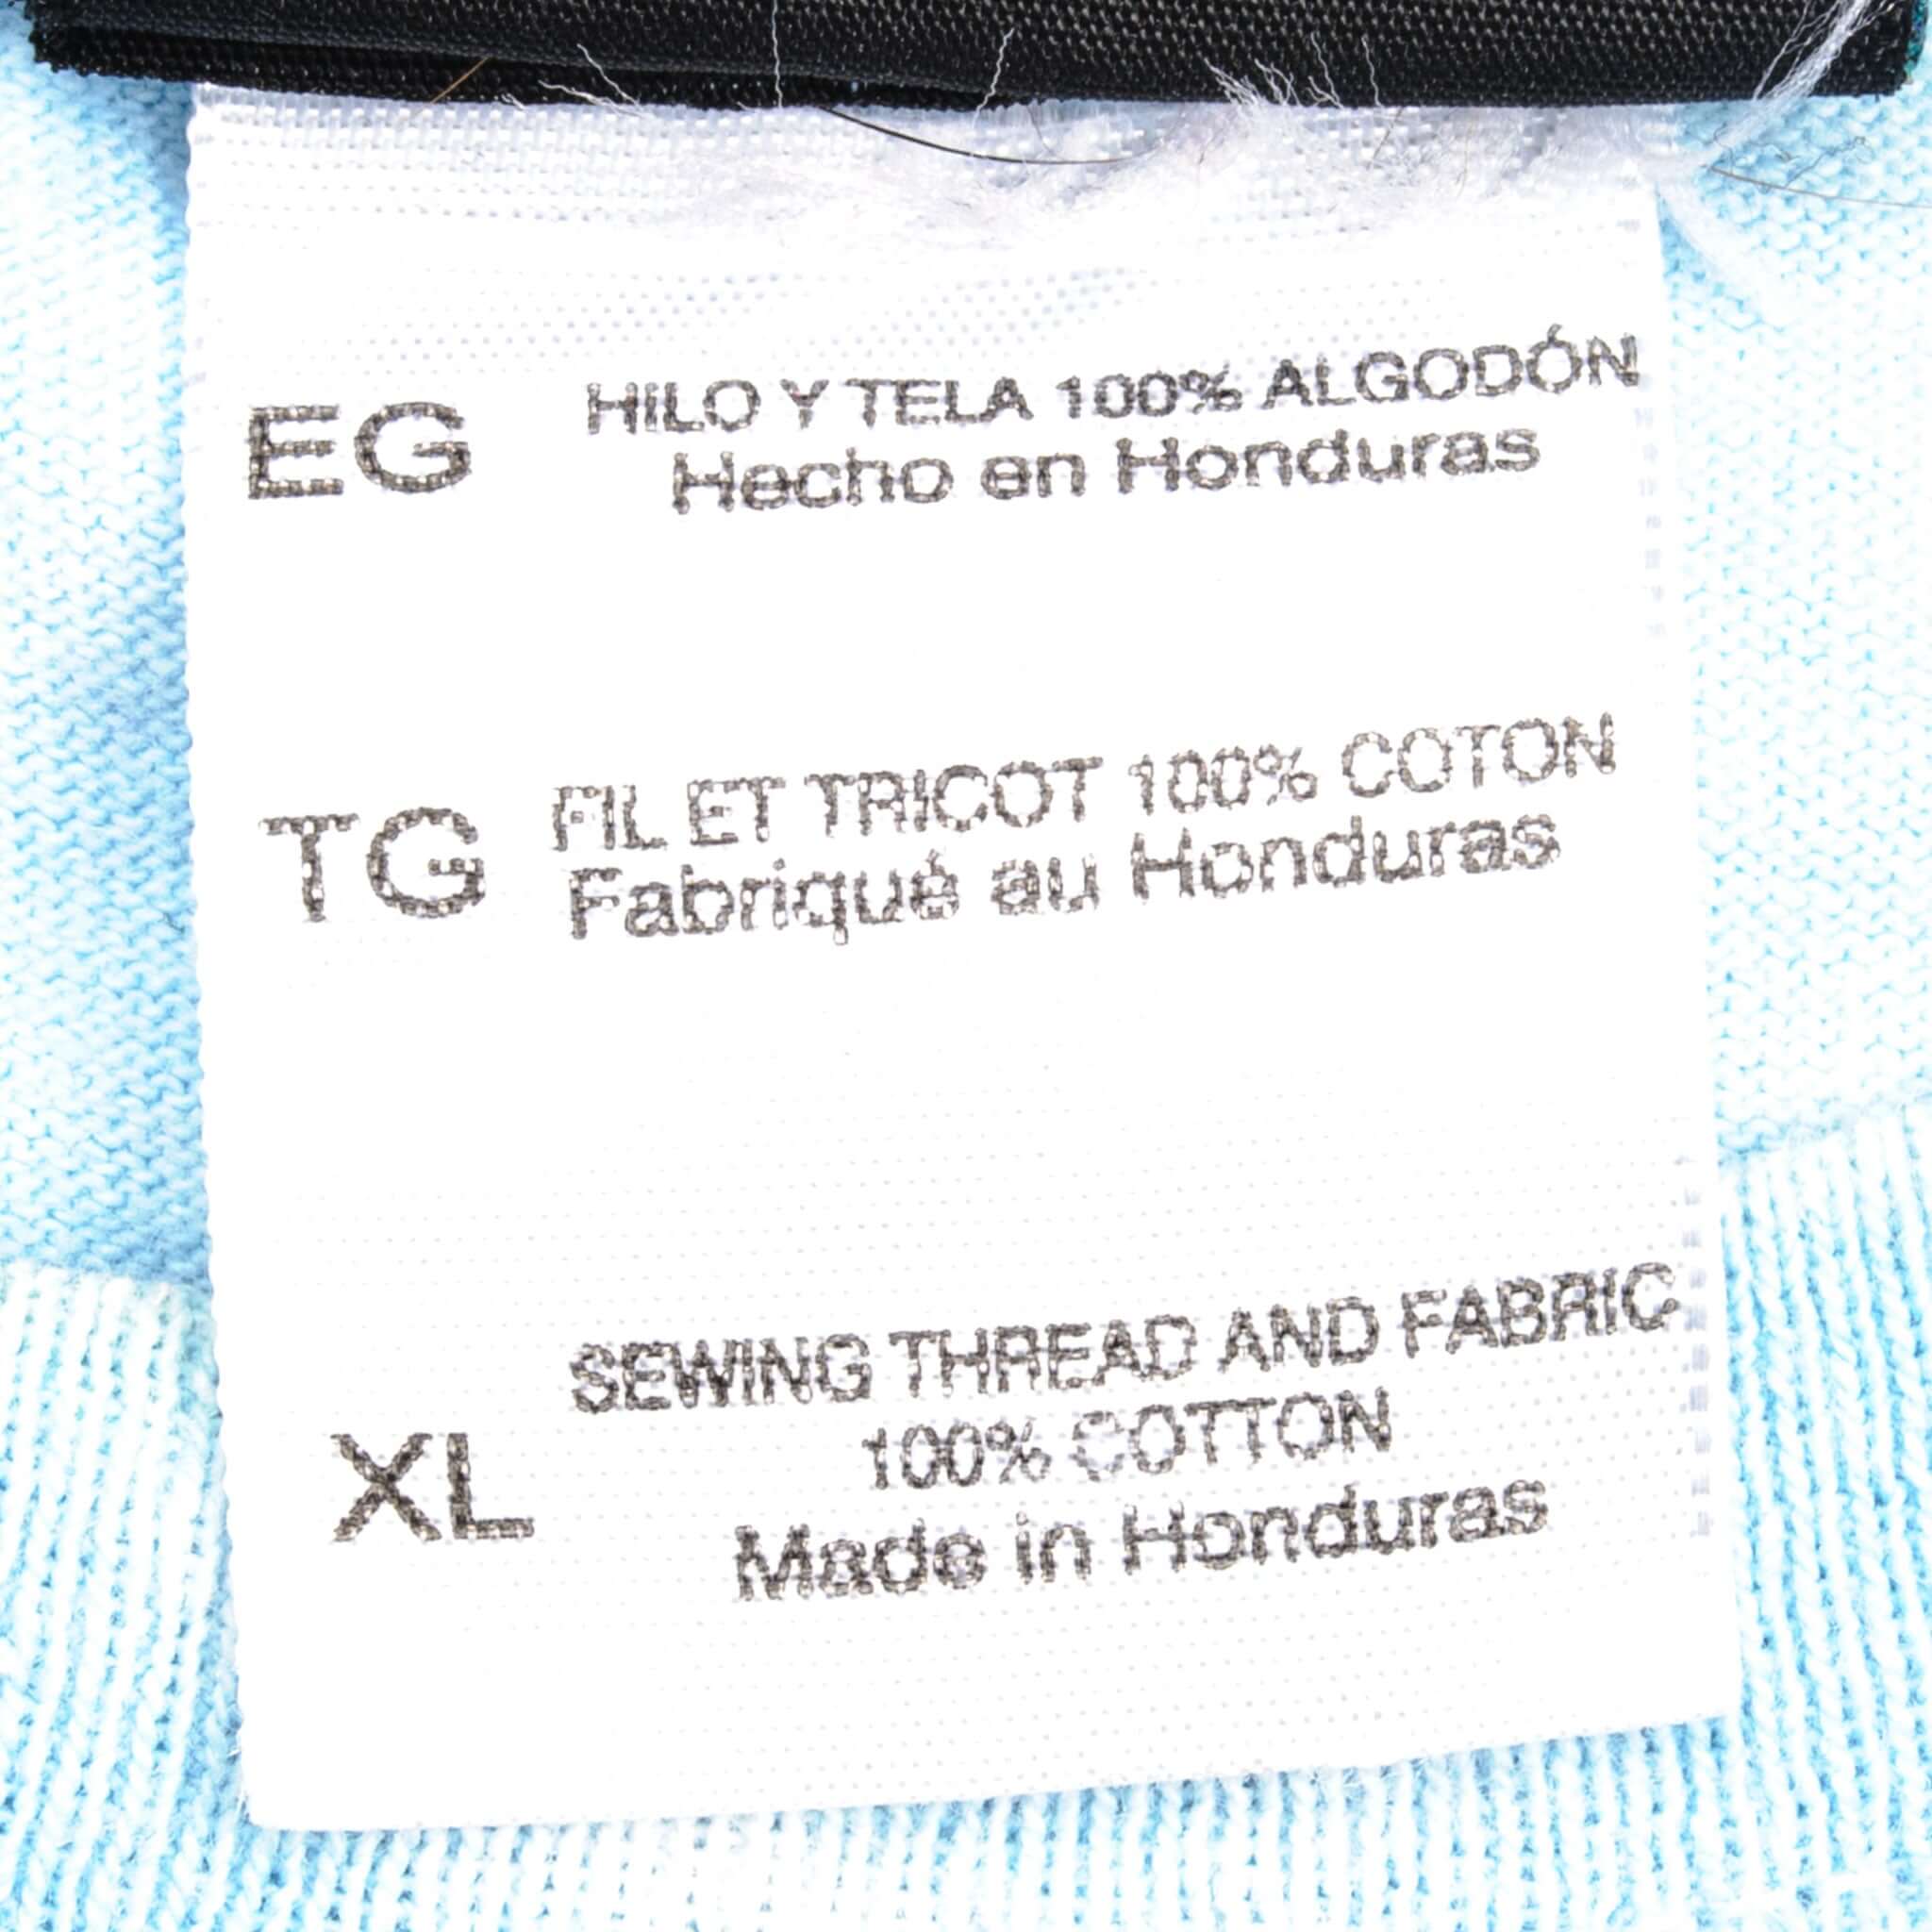 EG HILO Y TELA 100% ALGODÓN
Hecho en Honduras
TG FIL ET TRICOT 100% COTON
Fabriqué au Honduras
SEWING THREAD AND FABRIC
XL 100% COTTON
Made in Honduras